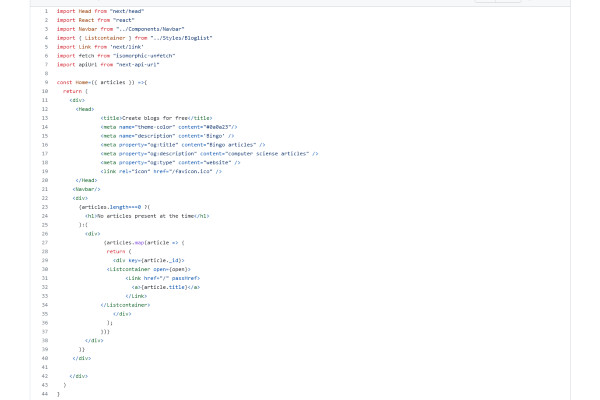 1 import Head from "next/head"
2 import React from "react"
3 import Navbar from "../Components/Navbar"
4 import { Listcontainer } from "../Styles/Bloglist"
5 import Link from 'next/link'
6 import fetch from "isomorphic-unfetch"
7 import apiUrl from "next-api-url"
8
9 const Home=({ articles }) =>{
10 return (
11 <div>
12 <Head>
13 <title>Create blogs for free</title>
14 <meta name="theme-color" content="#0a0a23"/>
15 <meta name="description" content='Bingo' />
16 <meta property="og:title" content="Bingo articles" />
17 <meta property="og:description" content="computer sciense articles" />
18 <meta property="og:type" content="website" />
19 <link rel="icon" href="/favicon.ico" />
20 </Head>
21 <Navbar/>
22 <div>
23 {articles.length===0 ?(
24 <h1>No articles present at the time</h1>
25 ):(
26 <div>
27 {articles.map(article => {
28 return (
29 <div key={article._id}>
30 <Listcontainer open={open}>
31 <Link href="/" passHref>
32 <a>{article.title}</a>
33 </Link>
34 </Listcontainer>
35 </div>
36 );
37 })}
38 </div>
39 )}
40 </div>
41
42 </div>
43 )
44 }